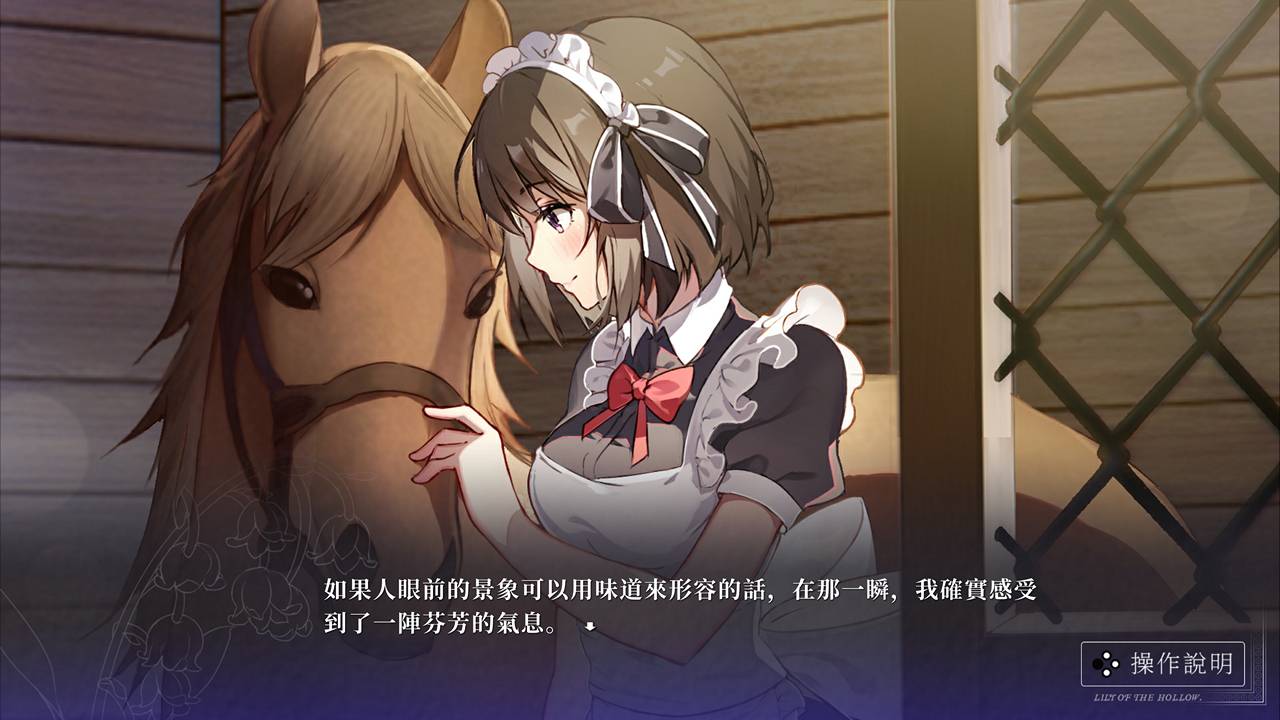 如果人眼前的景象可以用味道來形容的話，在那一瞬，我確實感受
到了一陣芬芳的氣息。
操作說明
LILY OF THE HOLLOW.